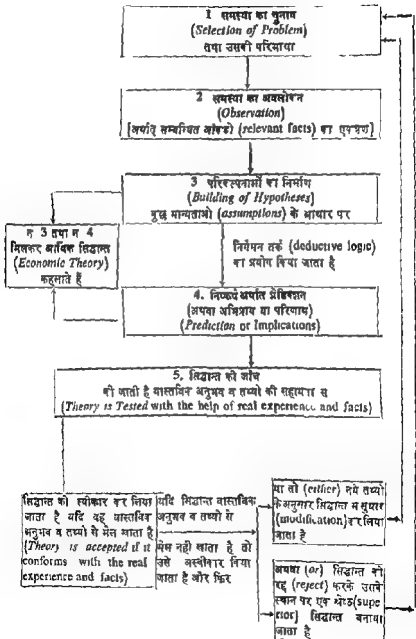 1 समस्या का चुनाव
(Selection of Problem)
तथा उसकी परिभाषा
2 समस्या का अवलोकन
(Observation)
[अर्थात् सम्बन्धित आंकडो (relevant facts) का एकत्रण]
3 परिकल्पनाओं का निर्माण
(Building of Hypotheses)
कुछ मान्यताओ (assumptions) के आधार पर
न 3 तथा न 4
मिलकर आर्थिक सिद्धान्त
(Economic Theory)
कहलाते हैं
निगमन तर्क (deductive logic)
का प्रयोग किया जाता है
4. निष्कर्ष अर्थात प्रेडिक्शन
(अथवा अभिप्राय या परिणाम)
(Prediction or Implications)
5. सिद्धान्त की जाँच
की जाती है वास्तविक अनुभव व तथ्यो की सहायता स
(Theory is Tested with the help of real experience and facts)
सिद्धान्त को स्वीकार कर लिया
जाता है यदि वह वास्तविक
अनुभव व तथ्यो से मेल खाता है
(Theory is accepted if it
conforms with the real
experience and facts)
यदि सिद्धान्त वास्तविक
अनुभव व तथ्यो से
मेल नही खाता है तो
उसे अस्वीकार किया
जाता है और फिर
या तो (either) नये तथ्यो
के अनुसार सिद्धान्त म सुधार
(modification) कर लिया
जाता है
अथवा (or) सिद्धान्त को
रद्द (reject) करके उसके
स्थान पर एक श्रेष्ठ (supe
rior) सिद्धान्त बनाया
जाता है